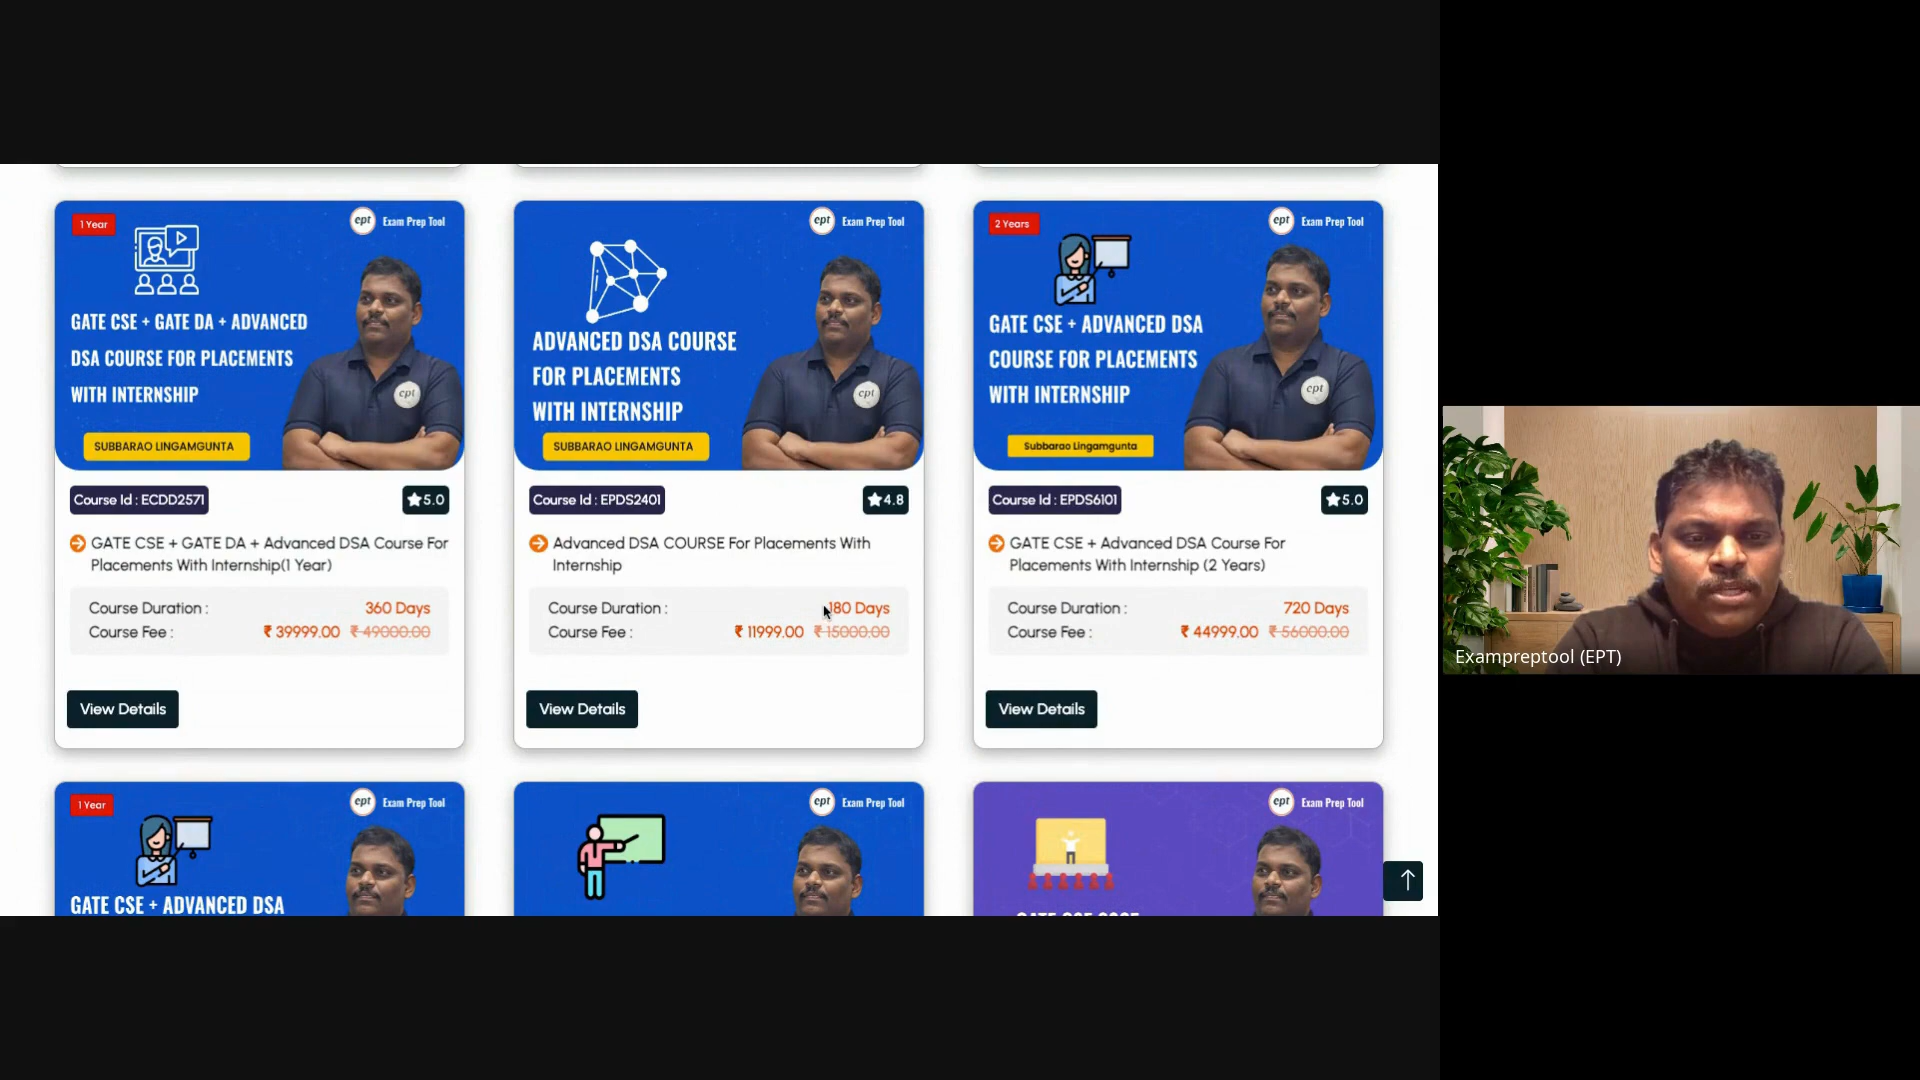 1 Year
ept Exam Prep Tool
GATE CSE + GATE DA + ADVANCED
DSA COURSE FOR PLACEMENTS
WITH INTERNSHIP
ept
SUBBARAO LINGAMGUNTA
Course Id : ECDD2571
5.0
GATE CSE + GATE DA + Advanced DSA Course For
Placements With Internship(1 Year)
Course Duration : 360 Days
Course Fee : ₹ 39999.00 ₹ 49000.00
View Details
ept Exam Prep Tool
ADVANCED DSA COURSE
FOR PLACEMENTS
WITH INTERNSHIP
ept
SUBBARAO LINGAMGUNTA
Course Id : EPDS2401
4.8
Advanced DSA COURSE For Placements With
Internship
Course Duration : 180 Days
Course Fee : ₹ 11999.00 ₹ 15000.00
View Details
2 Years
ept Exam Prep Tool
GATE CSE + ADVANCED DSA
COURSE FOR PLACEMENTS
WITH INTERNSHIP
ept
Subbarao Lingamgunta
Course Id : EPDS6101
5.0
GATE CSE + Advanced DSA Course For
Placements With Internship (2 Years)
Course Duration : 720 Days
Course Fee : ₹ 44999.00 ₹ 56000.00
View Details
1 Year
ept Exam Prep Tool
GATE CSE + ADVANCED DSA
ept Exam Prep Tool
ept Exam Prep Tool
Exampreptool (EPT)